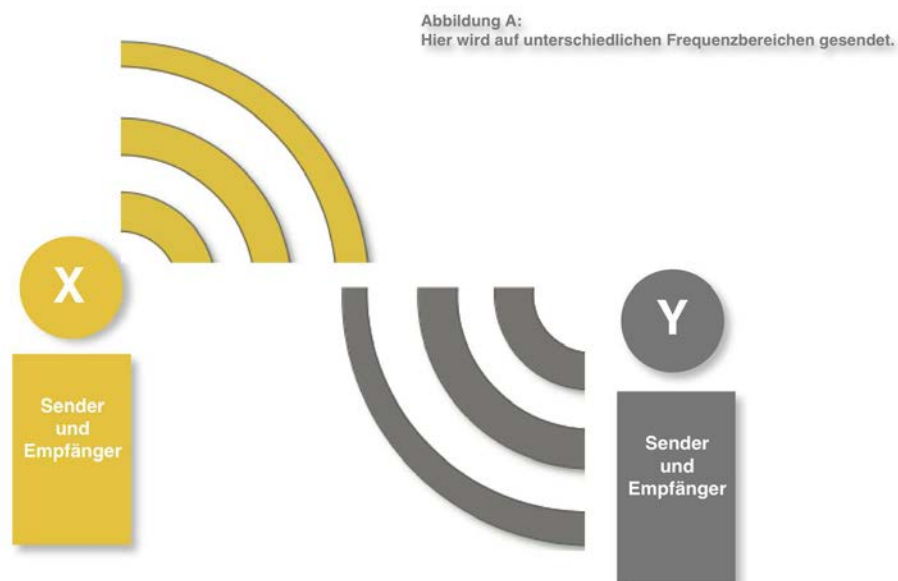 Abbildung A:
Hier wird auf unterschiedlichen Frequenzbereichen gesendet.
X
Sender
und
Empfänger
Y
Sender
und
Empfänger